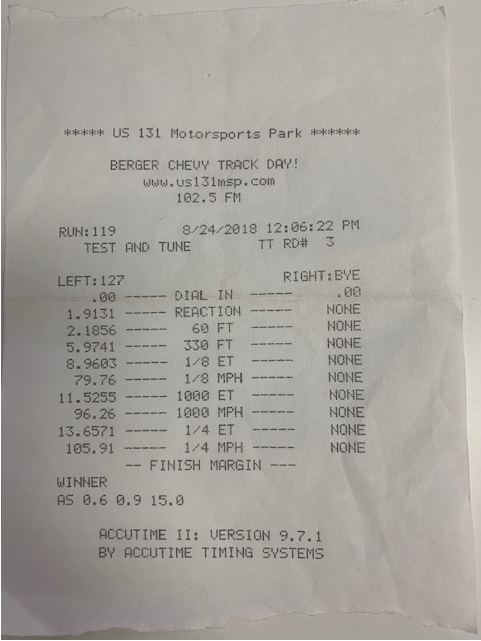 ***** US 131 Motorsports Park ******
BERGER CHEVY TRACK DAY!
www.us131msp.com
102.5 FM
RUN:119 8/24/2018 12:06:22 PM
TEST AND TUNE TT RD# 3
LEFT:127 RIGHT:BYE
.00 ----- DIAL IN ----- .00
1.9131 ----- REACTION ----- NONE
2.1856 ----- 60 FT ----- NONE
5.9741 ----- 330 FT ----- NONE
8.9603 ----- 1/8 ET ----- NONE
79.76 ----- 1/8 MPH ----- NONE
11.5255 ----- 1000 ET ----- NONE
96.26 ----- 1000 MPH ----- NONE
13.6571 ----- 1/4 ET ----- NONE
105.91 ----- 1/4 MPH ----- NONE
-- FINISH MARGIN ---
WINNER
AS 0.6 0.9 15.0
ACCUTIME II: VERSION 9.7.1
BY ACCUTIME TIMING SYSTEMS